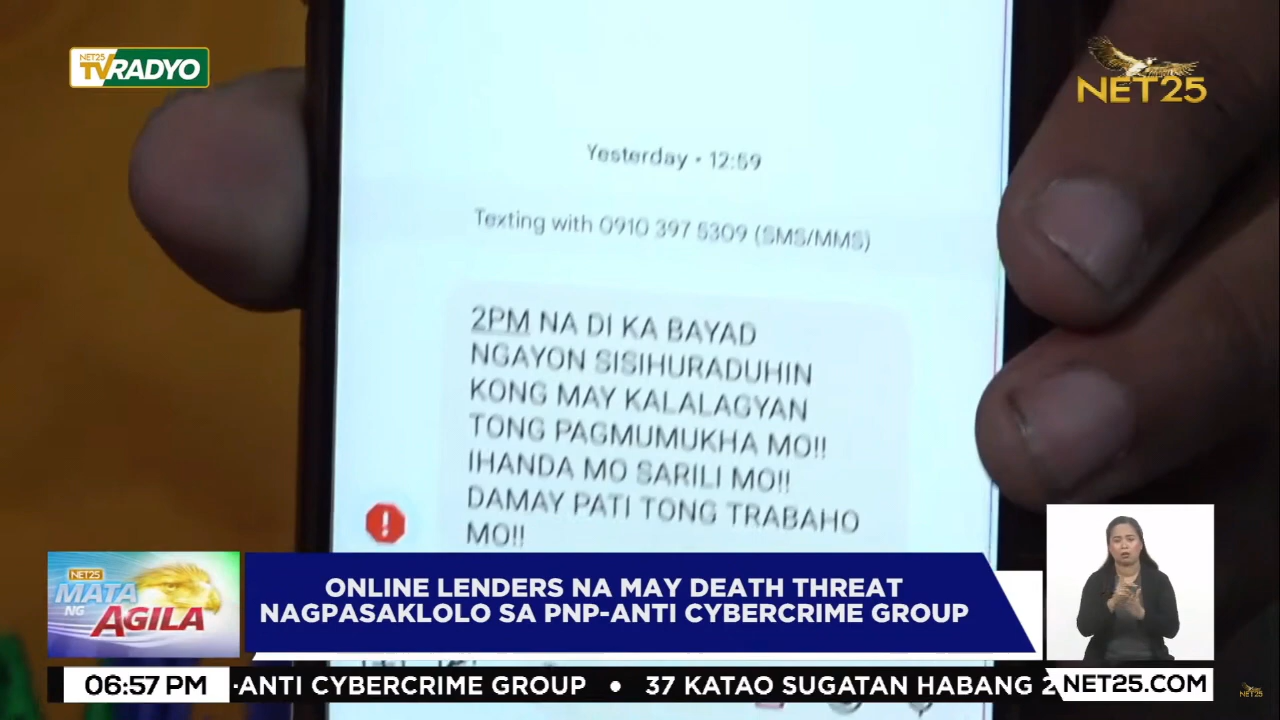 NET25
TVRADYO
NET25
Yesterday • 12:59
Texting with 0910 397 5309 (SMS/MMS)
2PM NA DI KA BAYAD
NGAYON SISIHURADUHIN
KONG MAY KALALAGYAN
TONG PAGMUMUKHA MO!!
IHANDA MO SARILI MO!!
DAMAY PATI TONG TRABAHO
MO!!
NET25
MATA
NG
AGILA
ONLINE LENDERS NA MAY DEATH THREAT
NAGPASAKLOLO SA PNP-ANTI CYBERCRIME GROUP
06:57 PM
-ANTI CYBERCRIME GROUP • 37 KATAO SUGATAN HABANG 2
NET25.COM
NET25